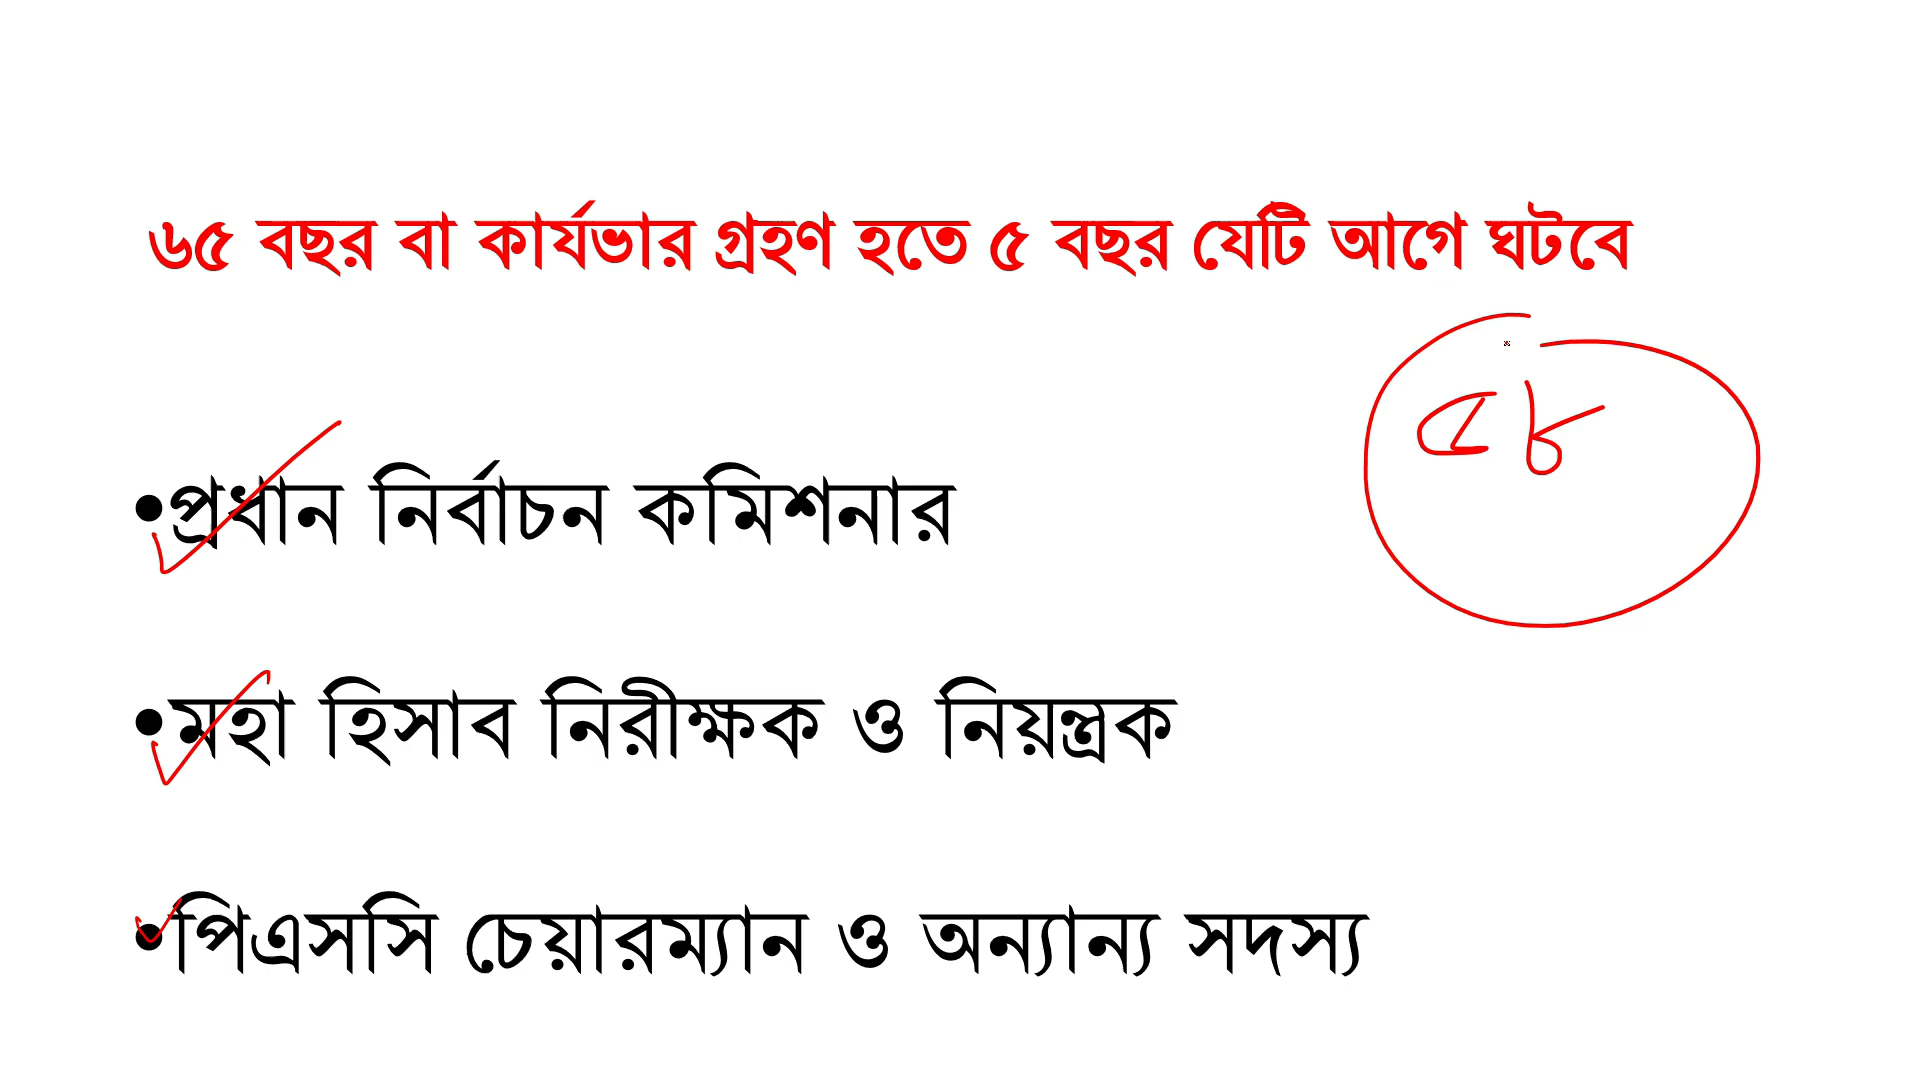 ৬৫ বছর বা কার্যভার গ্রহণ হতে ৫ বছর যেটি আগে ঘটবে
৫৮
•প্রধান নির্বাচন কমিশনার
•মহা হিসাব নিরীক্ষক ও নিয়ন্ত্রক
•পিএসসি চেয়ারম্যান ও অন্যান্য সদস্য